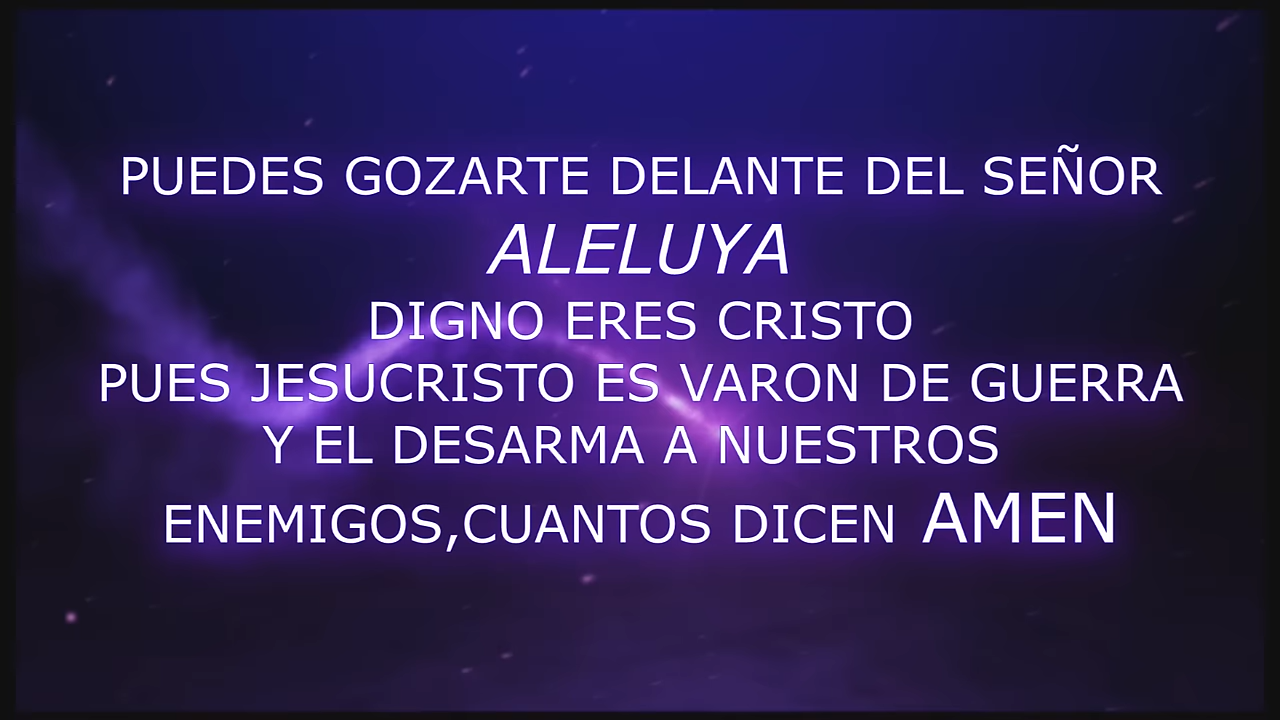 PUEDES GOZARTE DELANTE DEL SEÑOR
ALELUYA
DIGNO ERES CRISTO
PUES JESUCRISTO ES VARON DE GUERRA
Y EL DESARMA A NUESTROS
ENEMIGOS,CUANTOS DICEN AMEN